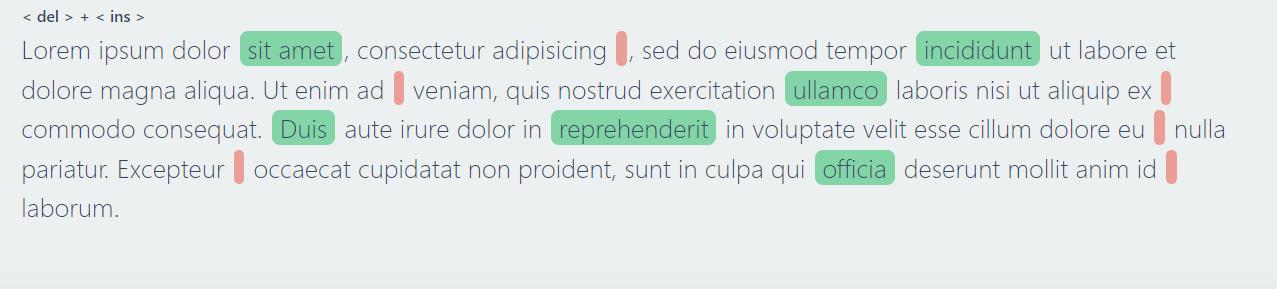 < del > + < ins >
Lorem ipsum dolor sit amet, consectetur adipisicing , sed do eiusmod tempor incididunt ut labore et
dolore magna aliqua. Ut enim ad veniam, quis nostrud exercitation ullamco laboris nisi ut aliquip ex
commodo consequat. Duis aute irure dolor in reprehenderit in voluptate velit esse cillum dolore eu nulla
pariatur. Excepteur occaecat cupidatat non proident, sunt in culpa qui officia deserunt mollit anim id
laborum.